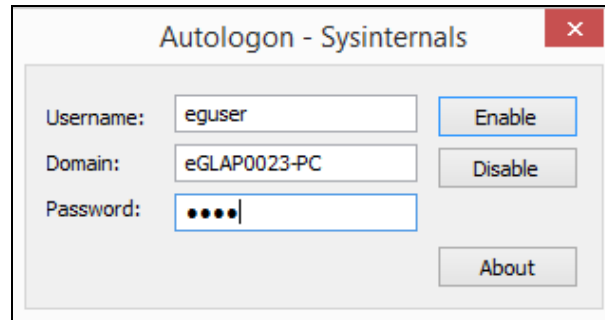 Autologon - Sysinternals
Username: eguser Enable
Domain: eGLAP0023-PC Disable
Password: ●●●●
About